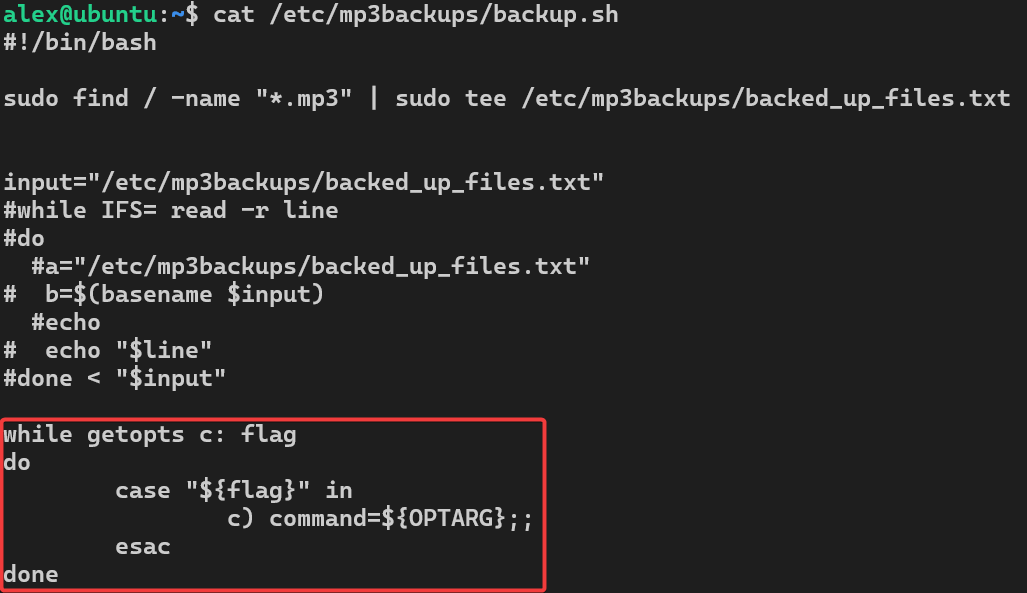 alex@ubuntu:~$ cat /etc/mp3backups/backup.sh
#!/bin/bash
sudo find / -name "*.mp3" | sudo tee /etc/mp3backups/backed_up_files.txt
input="/etc/mp3backups/backed_up_files.txt"
#while IFS= read -r line
#do
  #a="/etc/mp3backups/backed_up_files.txt"
#  b=$(basename $input)
  #echo
#  echo "$line"
#done < "$input"
while getopts c: flag
do
        case "${flag}" in
                c) command=${OPTARG};;
        esac
done